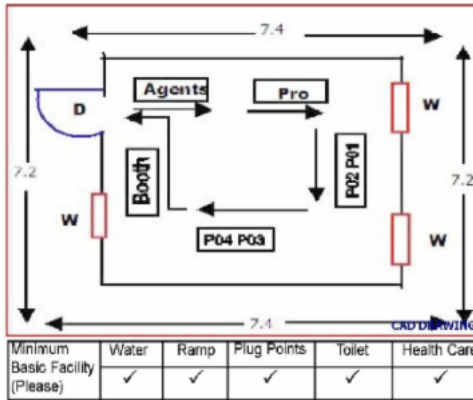 7.4
Agents
Pro
D
W
7.2
P02 P01
7.2
Booth
W
W
P04 P03
7.4
CAD DRAWING
Minimum Basic Facility (Please)
Water
Ramp
Plug Points
Toilet
Health Care
✓ ✓ ✓ ✓ ✓